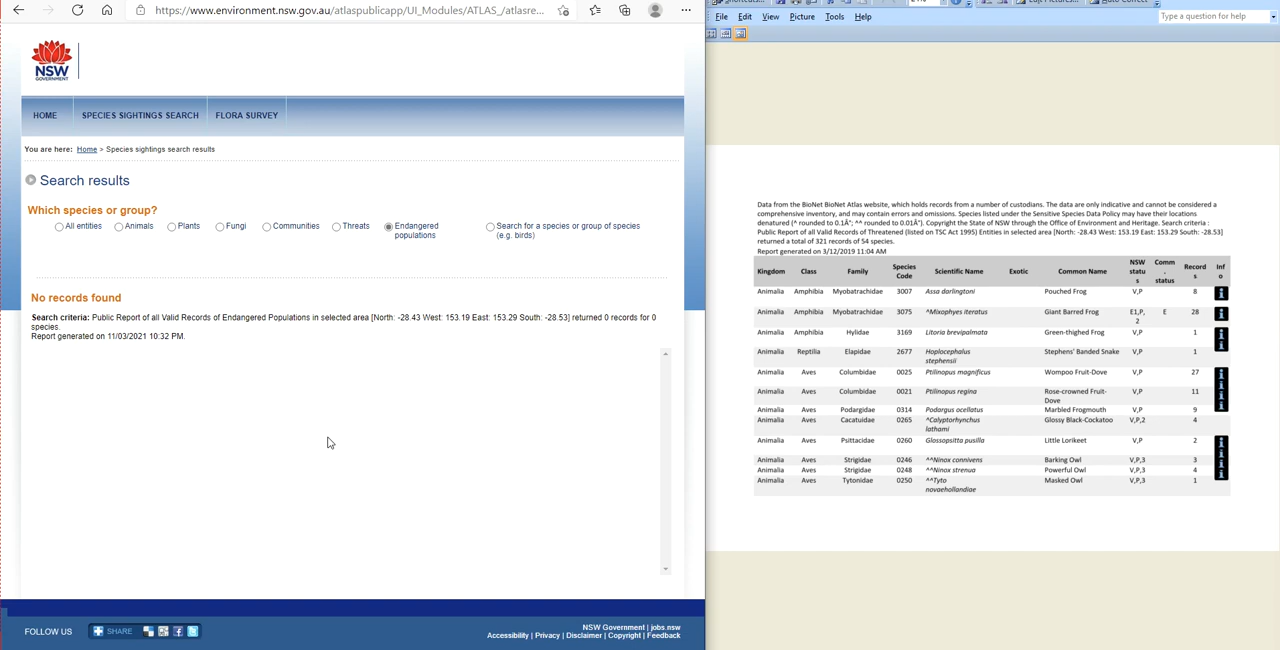 https://www.environment.nsw.gov.au/atlaspublicapp/UI_Modules/ATLAS_/atlasre...
NSW
GOVERNMENT
HOME SPECIES SIGHTINGS SEARCH FLORA SURVEY
You are here: Home > Species sightings search results
Search results
Which species or group?
All entities Animals Plants Fungi Communities Threats Endangered populations Search for a species or group of species (e.g. birds)
No records found
Search criteria: Public Report of all Valid Records of Endangered Populations in selected area [North: -28.43 West: 153.19 East: 153.29 South: -28.53] returned 0 records for 0
species.
Report generated on 11/03/2021 10:32 PM.
FOLLOW US SHARE
NSW Government | jobs.nsw
Accessibility | Privacy | Disclaimer | Copyright | Feedback
File Edit View Picture Tools Help
Type a question for help
Data from the BioNet BioNet Atlas website, which holds records from a number of custodians. The data are only indicative and cannot be considered a
comprehensive inventory, and may contain errors and omissions. Species listed under the Sensitive Species Data Policy may have their locations
denatured (^ rounded to 0.1Â°; ^^ rounded to 0.01Â°). Copyright the State of NSW through the Office of Environment and Heritage. Search criteria :
Public Report of all Valid Records of Threatened (listed on TSC Act 1995) Entities in selected area [North: -28.43 West: 153.19 East: 153.29 South: -28.53]
returned a total of 321 records of 54 species.
Report generated on 3/12/2019 11:04 AM
Kingdom Class Family Species Code Scientific Name Exotic Common Name NSW status Comm. status Records Info
Animalia Amphibia Myobatrachidae 3007 Assa darlingtoni Pouched Frog V,P 8
Animalia Amphibia Myobatrachidae 3075 ^Mixophyes iteratus Giant Barred Frog E1,P,2 E 28
Animalia Amphibia Hylidae 3169 Litoria brevipalmata Green-thighed Frog V,P 1
Animalia Reptilia Elapidae 2677 Hoplocephalus stephensii Stephens' Banded Snake V,P 1
Animalia Aves Columbidae 0025 Ptilinopus magnificus Wompoo Fruit-Dove V,P 27
Animalia Aves Columbidae 0021 Ptilinopus regina Rose-crowned Fruit-Dove V,P 11
Animalia Aves Podargidae 0314 Podargus ocellatus Marbled Frogmouth V,P 9
Animalia Aves Cacatuidae 0265 ^Calyptorhynchus lathami Glossy Black-Cockatoo V,P,2 4
Animalia Aves Psittacidae 0260 Glossopsitta pusilla Little Lorikeet V,P 2
Animalia Aves Strigidae 0246 ^^Ninox connivens Barking Owl V,P,3 3
Animalia Aves Strigidae 0248 ^^Ninox strenua Powerful Owl V,P,3 4
Animalia Aves Tytonidae 0250 ^^Tyto novaehollandiae Masked Owl V,P,3 1